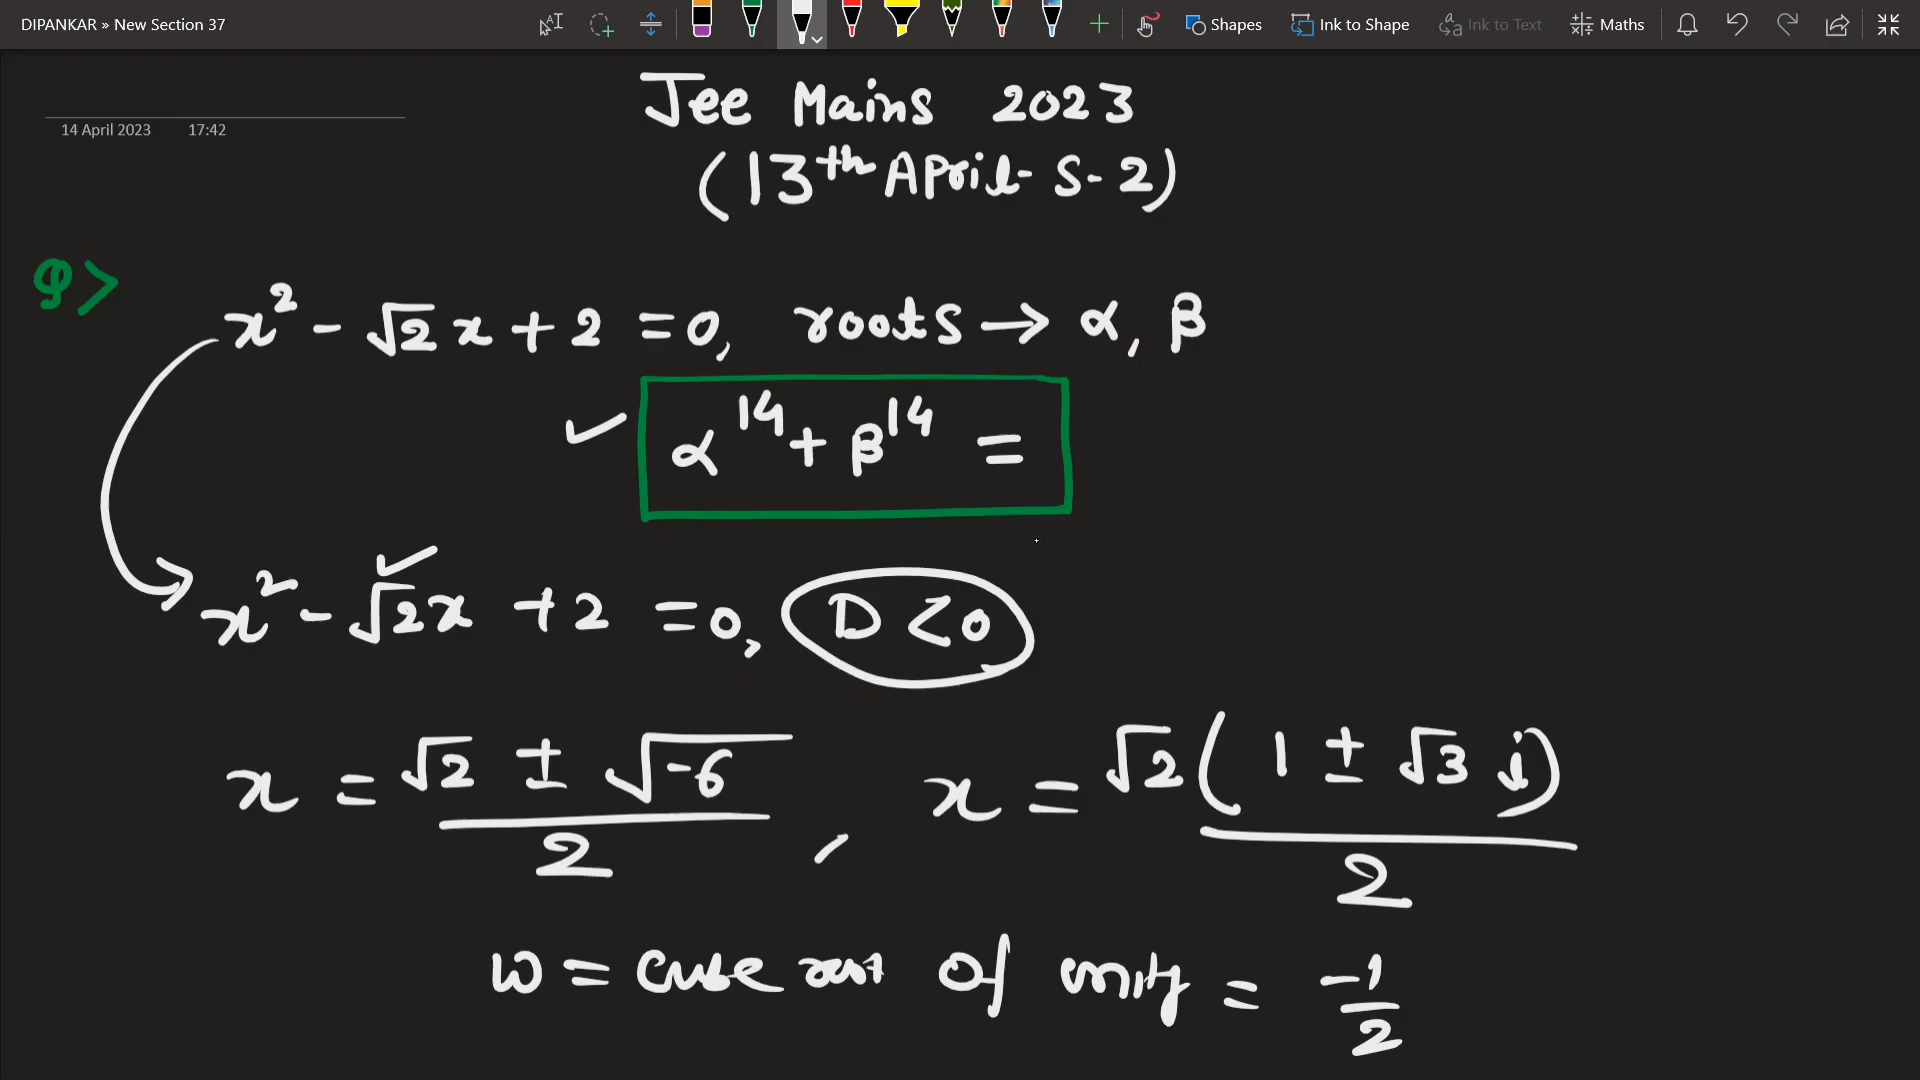 DIPANKAR » New Section 37
Shapes Ink to Shape Ink to Text Maths
14 April 2023 17:42
Jee Mains 2023
(13th April- S-2)
Q>
x² - √2 x + 2 = 0, roots → α, β
✓ α¹⁴ + β¹⁴ =
x² - √2x + 2 = 0, D < 0
x = (√2 ± √-6)/2 , x = √2(1 ± √3 i)/2
w = cube root of unity = -1/2